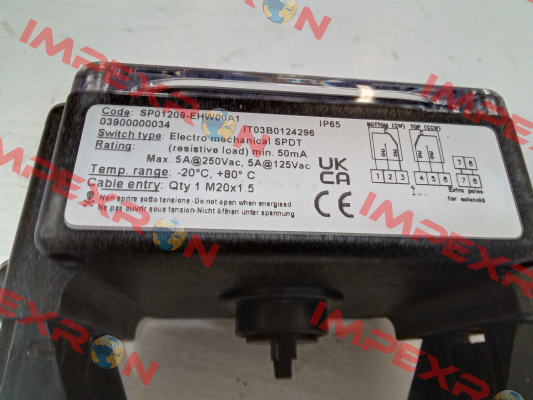 Code: SP01209-EHW00A1
03900000034 IT03B0124296 IP65
Switch type: Electro mechanical SPDT
Rating: (resistive load) min. 50mA
Max. 5A@250Vac, 5A@125Vac
Temp. range: -20°C, +80° C
Cable entry: Qty 1 M20x1.5
Non aprire sotto tensione-Do not open when energised
Ne pas ouvrir sous tension-Nicht öffnen unter spannung
UK
CA
CE
BOTTOM (CW) TOP (CCW)
1 2 3 4 5 6 7 8
7 8
Extra poles
for solenoid
IMPEXRON
IMPEXRON
IMPEXRON
IMPEXRON
IMPEXRON